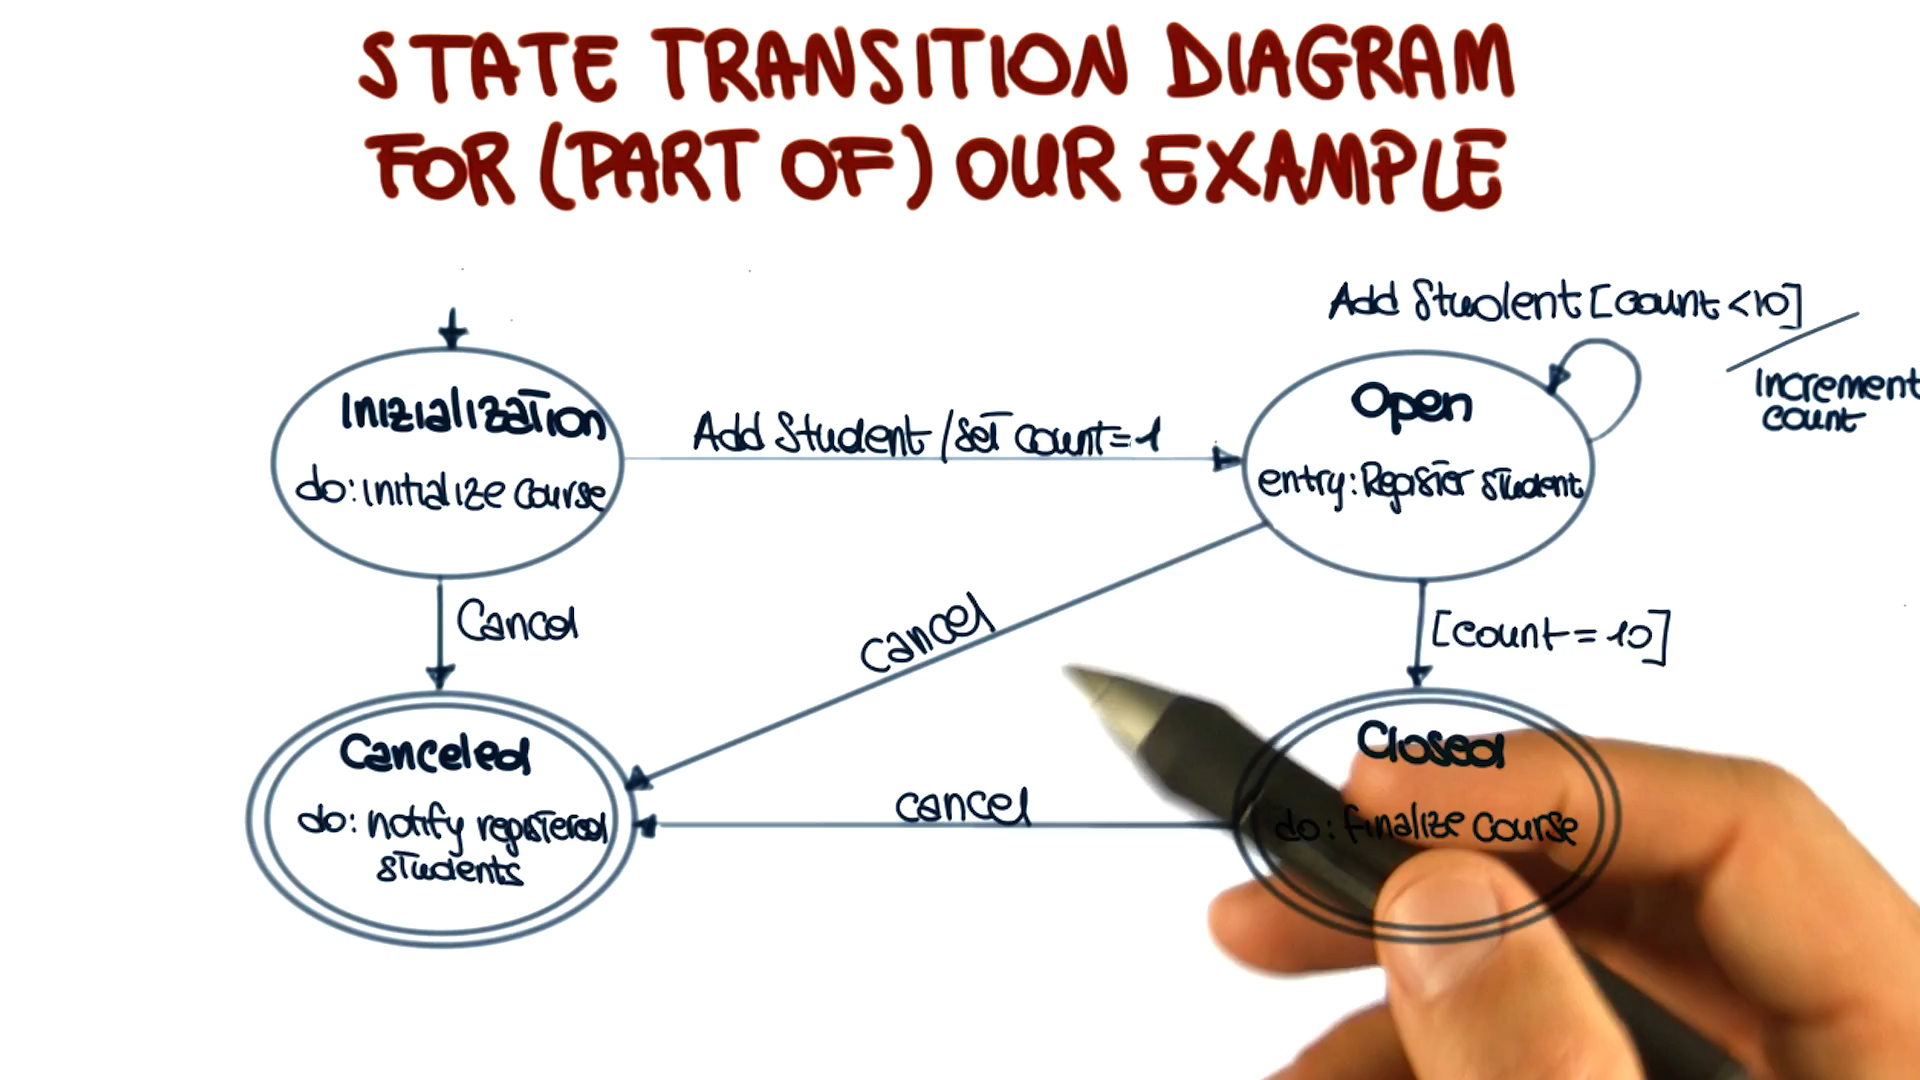 STATE TRANSITION DIAGRAM
FOR (PART OF) OUR EXAMPLE
Add Student [count <10]
/
Increment
count
Inizialization
do: initialize course
Add Student / set count=1
Open
entry: Register student
Cancel
cancel
[count = 10]
Canceled
do: notify registered
students
cancel
Closed
do: finalize course